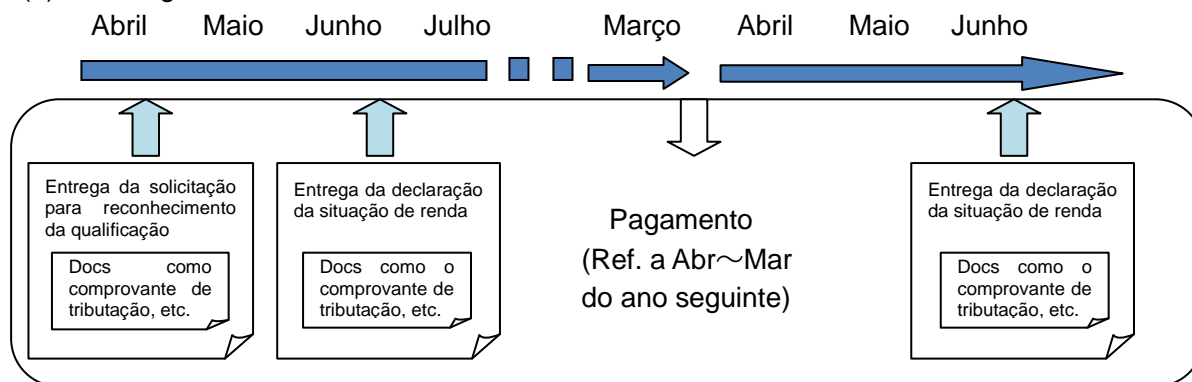 Abril Maio Junho Julho Março Abril Maio Junho
Entrega da solicitação
para reconhecimento
da qualificação
Docs como
comprovante de
tributação, etc.
Entrega da declaração
da situação de renda
Docs como o
comprovante de
tributação, etc.
Pagamento
(Ref. a Abr～Mar
do ano seguinte)
Entrega da declaração
da situação de renda
Docs como o
comprovante de
tributação, etc.